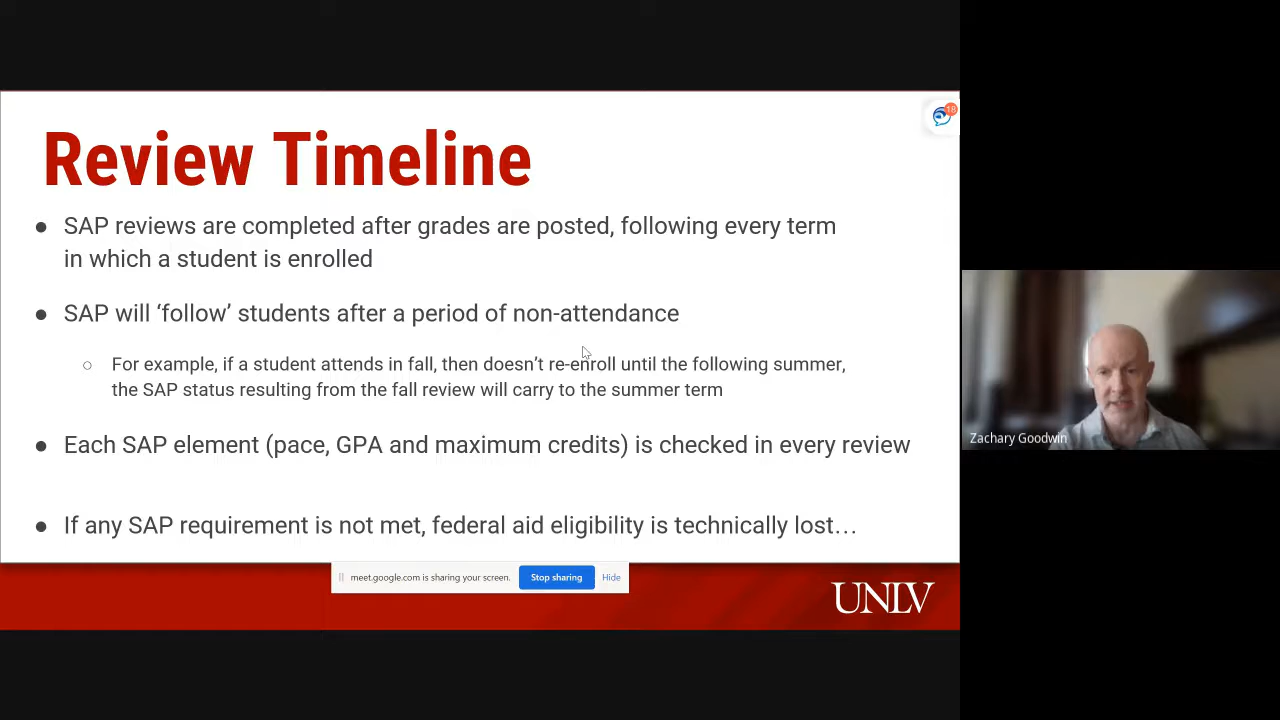 Review Timeline
18
● SAP reviews are completed after grades are posted, following every term
in which a student is enrolled
● SAP will ‘follow’ students after a period of non-attendance
○ For example, if a student attends in fall, then doesn’t re-enroll until the following summer,
the SAP status resulting from the fall review will carry to the summer term
● Each SAP element (pace, GPA and maximum credits) is checked in every review
● If any SAP requirement is not met, federal aid eligibility is technically lost…
meet.google.com is sharing your screen. Stop sharing Hide
UNLV
Zachary Goodwin